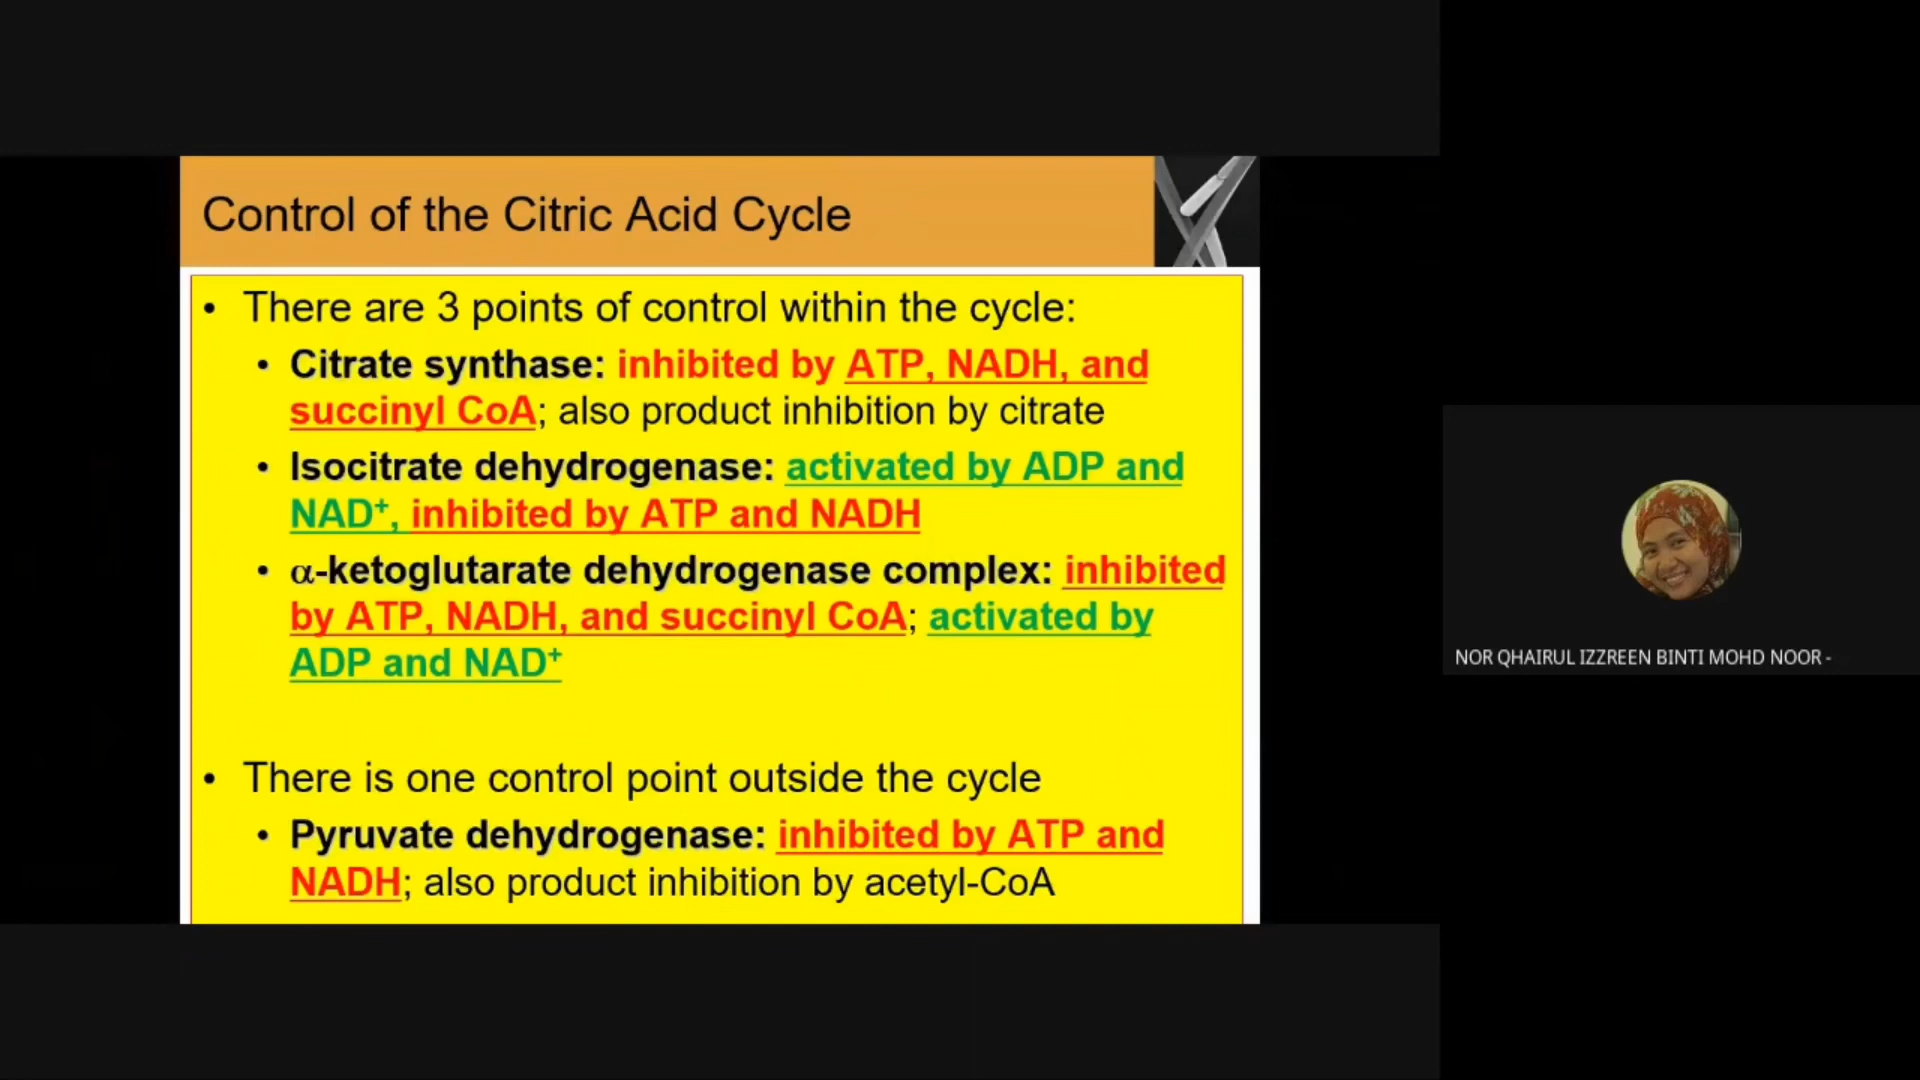 Control of the Citric Acid Cycle
• There are 3 points of control within the cycle:
• Citrate synthase: inhibited by ATP, NADH, and
succinyl CoA; also product inhibition by citrate
• Isocitrate dehydrogenase: activated by ADP and
NAD⁺, inhibited by ATP and NADH
• α-ketoglutarate dehydrogenase complex: inhibited
by ATP, NADH, and succinyl CoA; activated by
ADP and NAD⁺
• There is one control point outside the cycle
• Pyruvate dehydrogenase: inhibited by ATP and
NADH; also product inhibition by acetyl-CoA
NOR QHAIRUL IZZREEN BINTI MOHD NOOR -